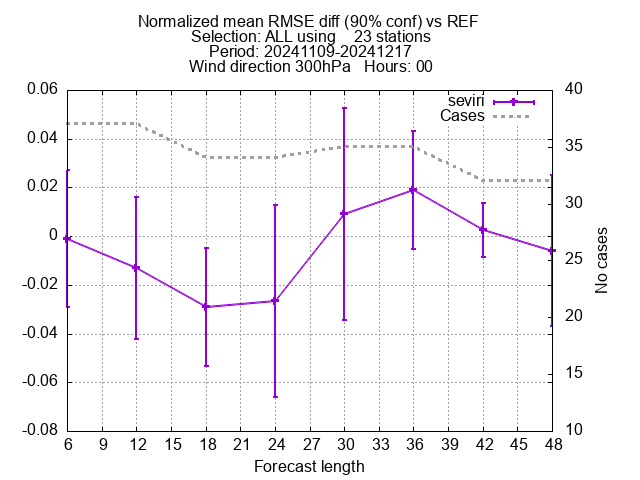 Normalized mean RMSE diff (90% conf) vs REF
Selection: ALL using    23 stations
Period: 20241109-20241217
Wind direction 300hPa   Hours: 00
seviri
Cases
0.06
0.04
0.02
0
-0.02
-0.04
-0.06
-0.08
40
35
30
25
20
15
10
No cases
6 9 12 15 18 21 24 27 30 33 36 39 42 45 48
Forecast length